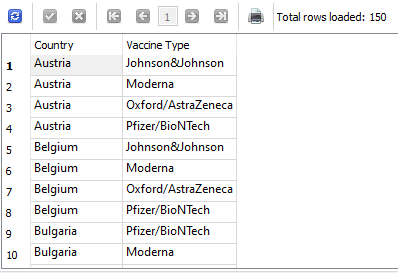 1 Total rows loaded: 150
Country Vaccine Type
1 Austria Johnson&Johnson
2 Austria Moderna
3 Austria Oxford/AstraZeneca
4 Austria Pfizer/BioNTech
5 Belgium Johnson&Johnson
6 Belgium Moderna
7 Belgium Oxford/AstraZeneca
8 Belgium Pfizer/BioNTech
9 Bulgaria Pfizer/BioNTech
10 Bulgaria Moderna